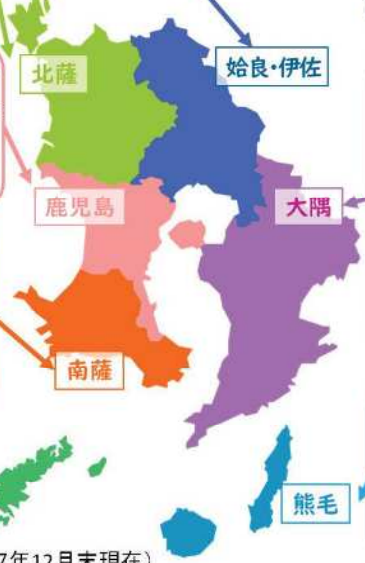 北薩
姶良・伊佐
鹿児島
大隅
南薩
熊毛
7年12月末現在）